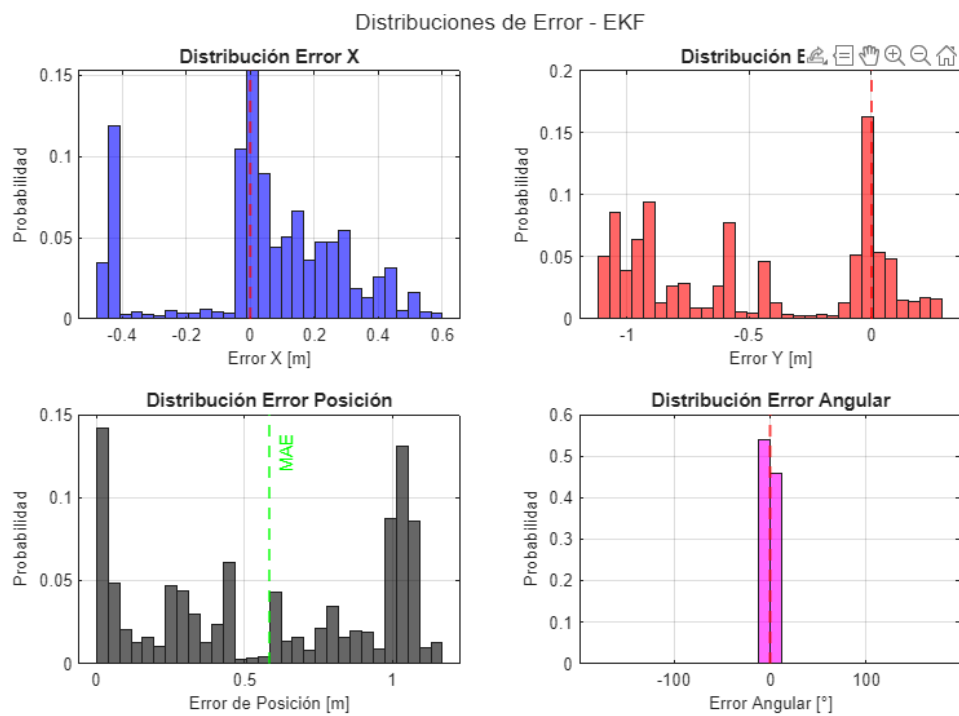 Distribuciones de Error - EKF
Distribución Error X
0.15
0.1
0.05
0
Probabilidad
-0.4
-0.2
0
0.2
0.4
0.6
Error X [m]
Distribución E
0.2
0.15
0.1
0.05
0
Probabilidad
-1
-0.5
0
Error Y [m]
Distribución Error Posición
0.15
0.1
0.05
0
Probabilidad
MAE
0
0.5
1
Error de Posición [m]
Distribución Error Angular
0.6
0.5
0.4
0.3
0.2
0.1
0
Probabilidad
-100
0
100
Error Angular [°]